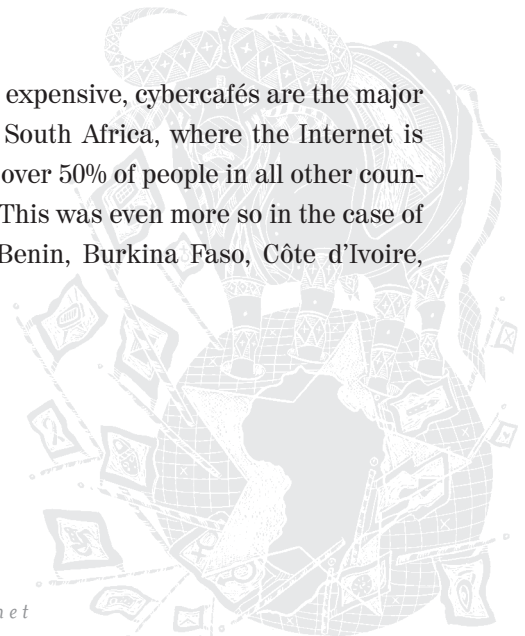 expensive, cybercafés are the major
South Africa, where the Internet is
over 50% of people in all other coun-
This was even more so in the case of
Benin, Burkina Faso, Côte d'Ivoire,
net